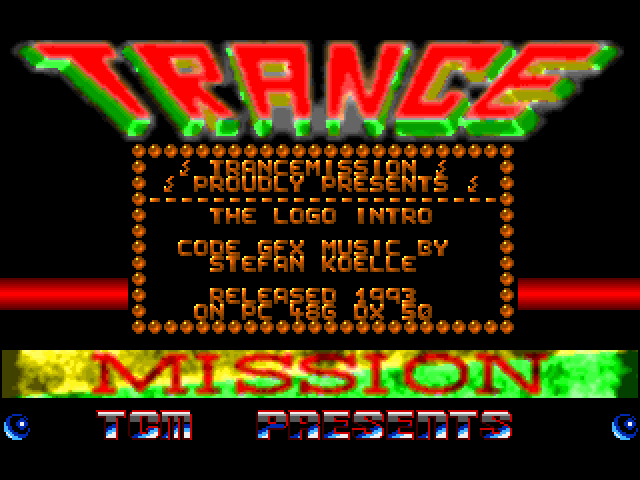 TRANCE
TRANCEMISSION
PROUDLY PRESENTS
THE LOGO INTRO
CODE GFX MUSIC BY
STEFAN KOELLE
RELEASED 1993
ON PC 486 DX 50
MISSION
TCM PRESENTS